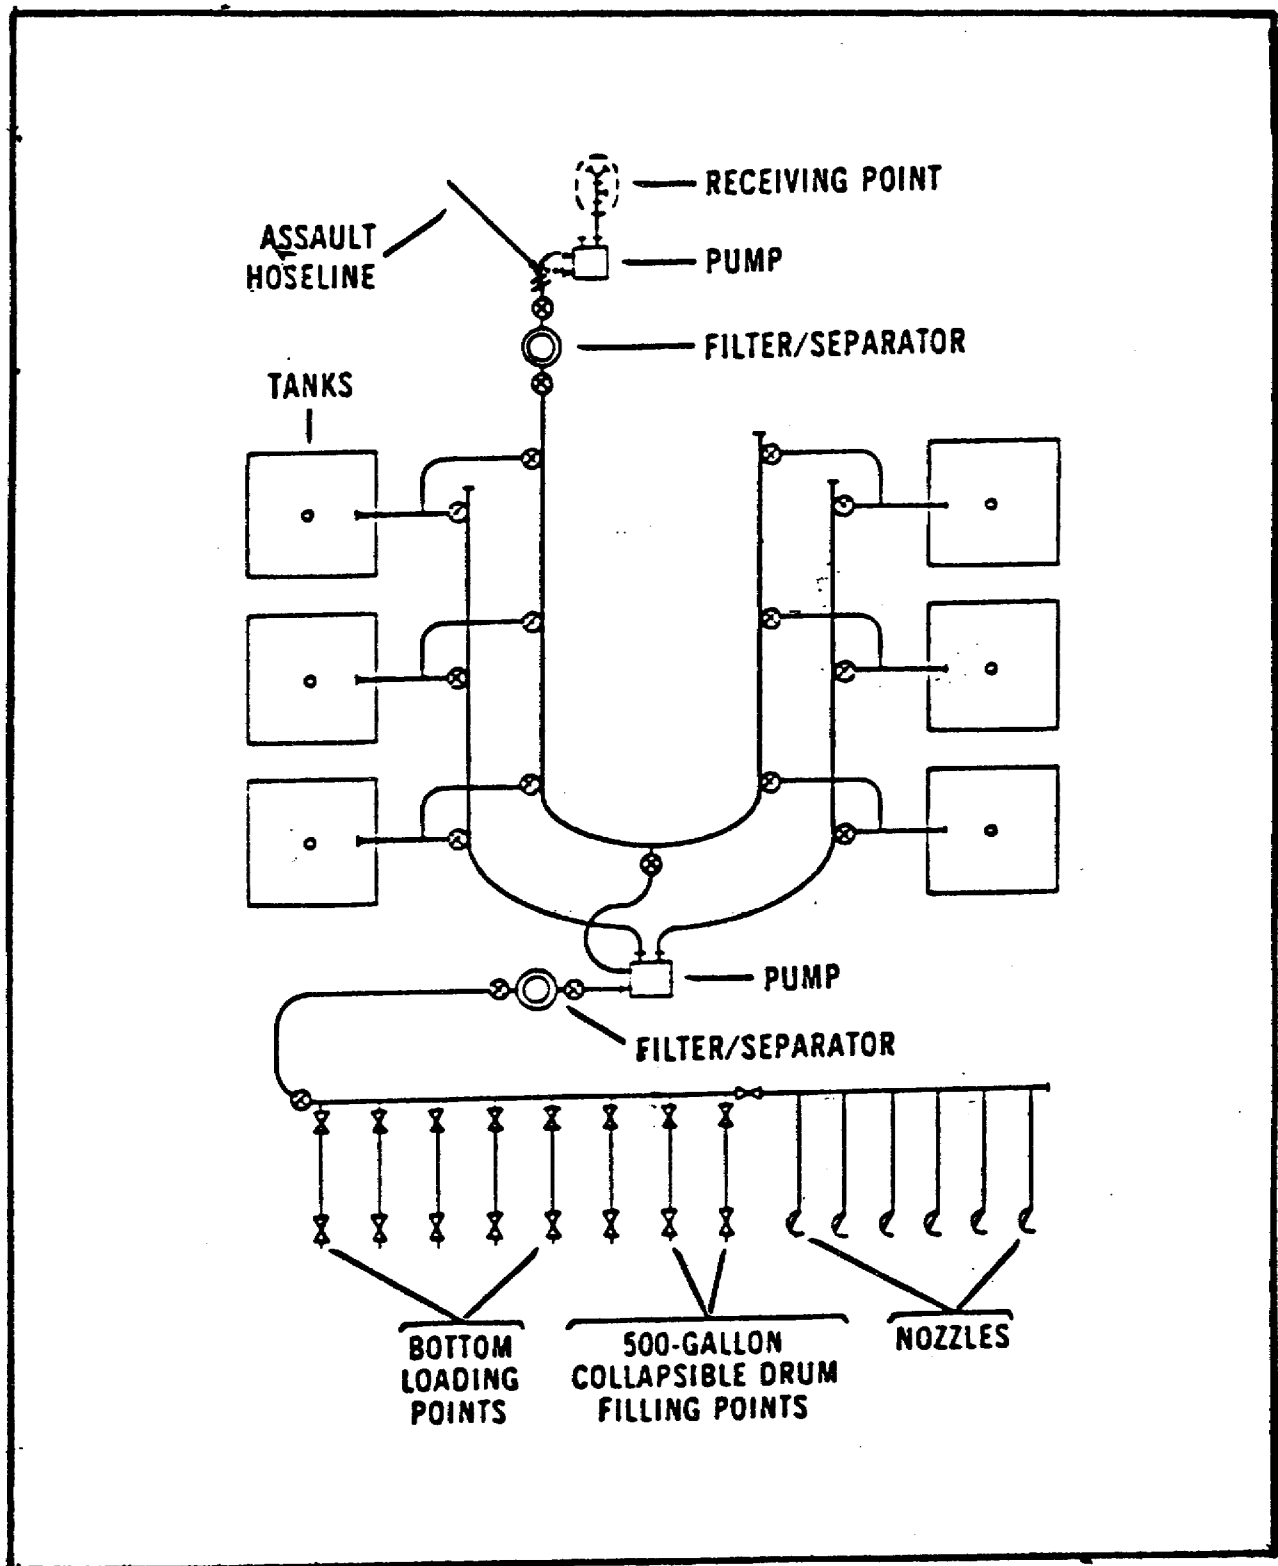 RECEIVING POINT
ASSAULT
HOSELINE
PUMP
FILTER/SEPARATOR
TANKS
PUMP
FILTER/SEPARATOR
BOTTOM
LOADING
POINTS
500-GALLON
COLLAPSIBLE DRUM
FILLING POINTS
NOZZLES